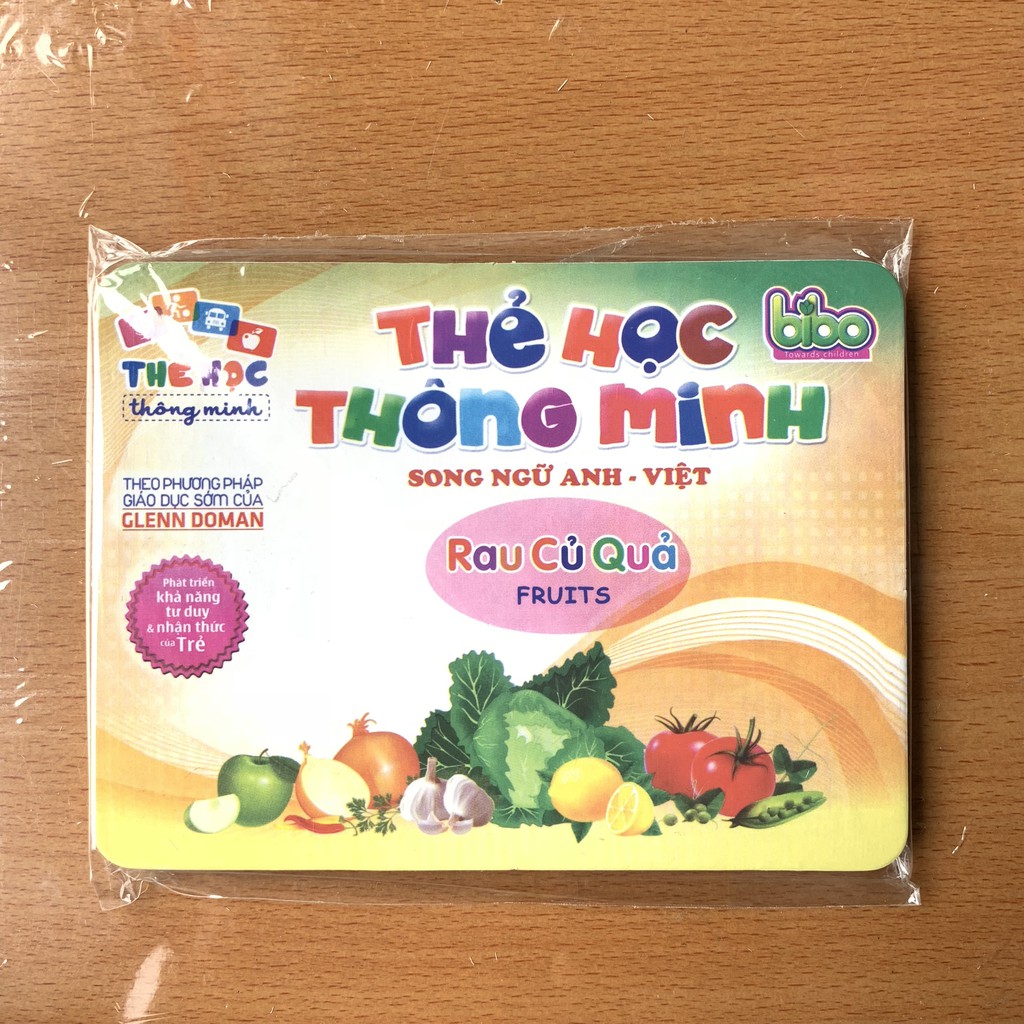 THẺ HỌC
thông minh
THẺ HỌC
THÔNG MINH
bibo
Towards children
SONG NGỮ ANH - VIỆT
THEO PHƯƠNG PHÁP
GIÁO DỤC SỚM CỦA
GLENN DOMAN
Rau Củ Quả
FRUITS
Phát triển
khả năng
tư duy
& nhận thức
của Trẻ